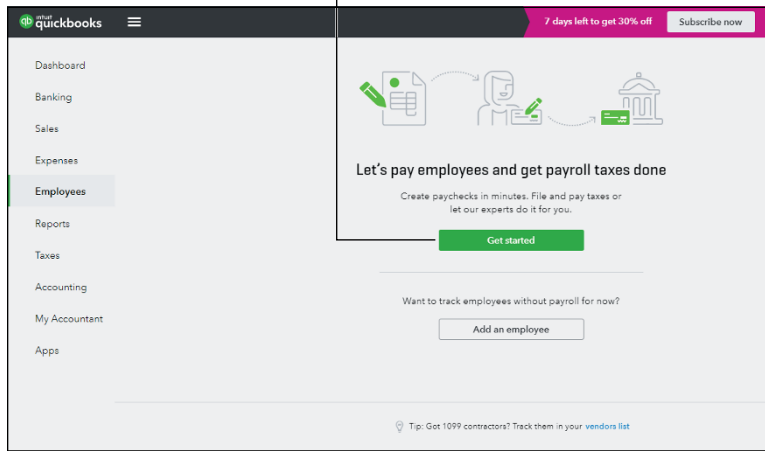 intuit
quickbooks
7 days left to get 30% off
Subscribe now
Dashboard
Banking
Sales
Expenses
Employees
Reports
Taxes
Accounting
My Accountant
Apps
Let's pay employees and get payroll taxes done
Create paychecks in minutes. File and pay taxes or
let our experts do it for you.
Get started
Want to track employees without payroll for now?
Add an employee
Tip: Got 1099 contractors? Track them in your vendors list